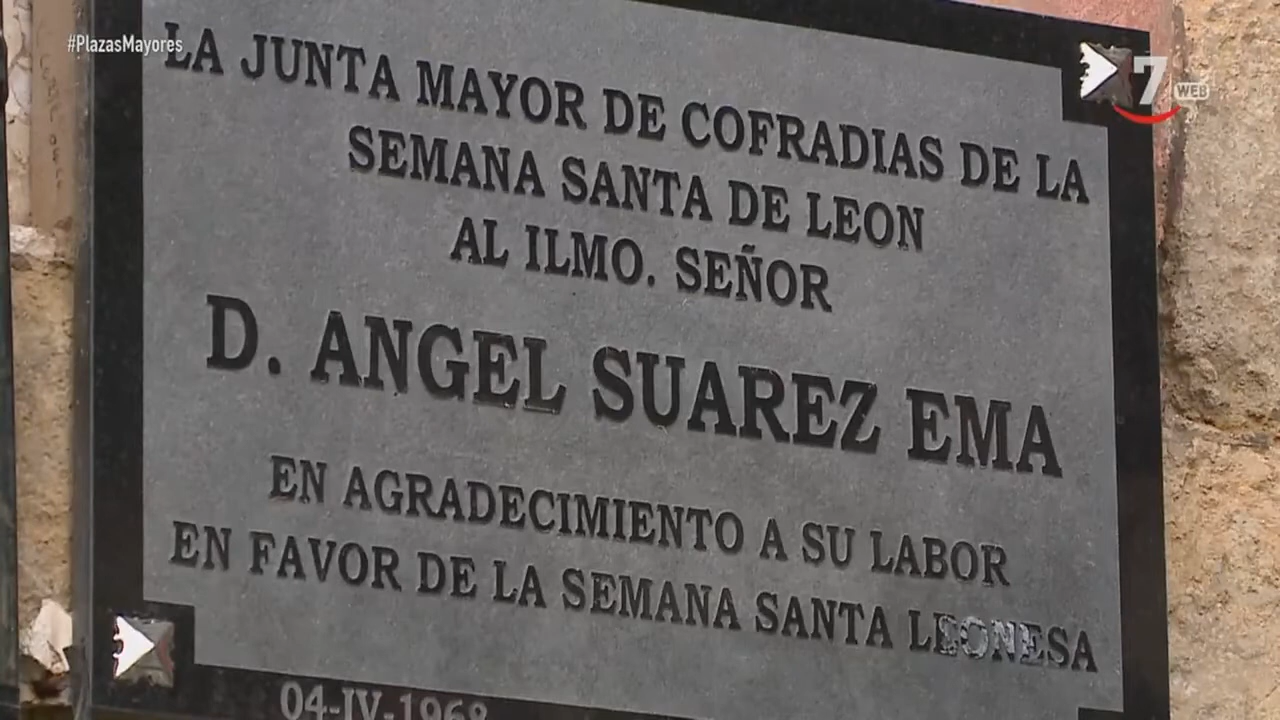 #PlazasMayores
7
WEB
LA JUNTA MAYOR DE COFRADIAS DE LA
SEMANA SANTA DE LEON
AL ILMO. SEÑOR
D. ANGEL SUAREZ EMA
EN AGRADECIMIENTO A SU LABOR
EN FAVOR DE LA SEMANA SANTA LEONESA
04-IV-1968